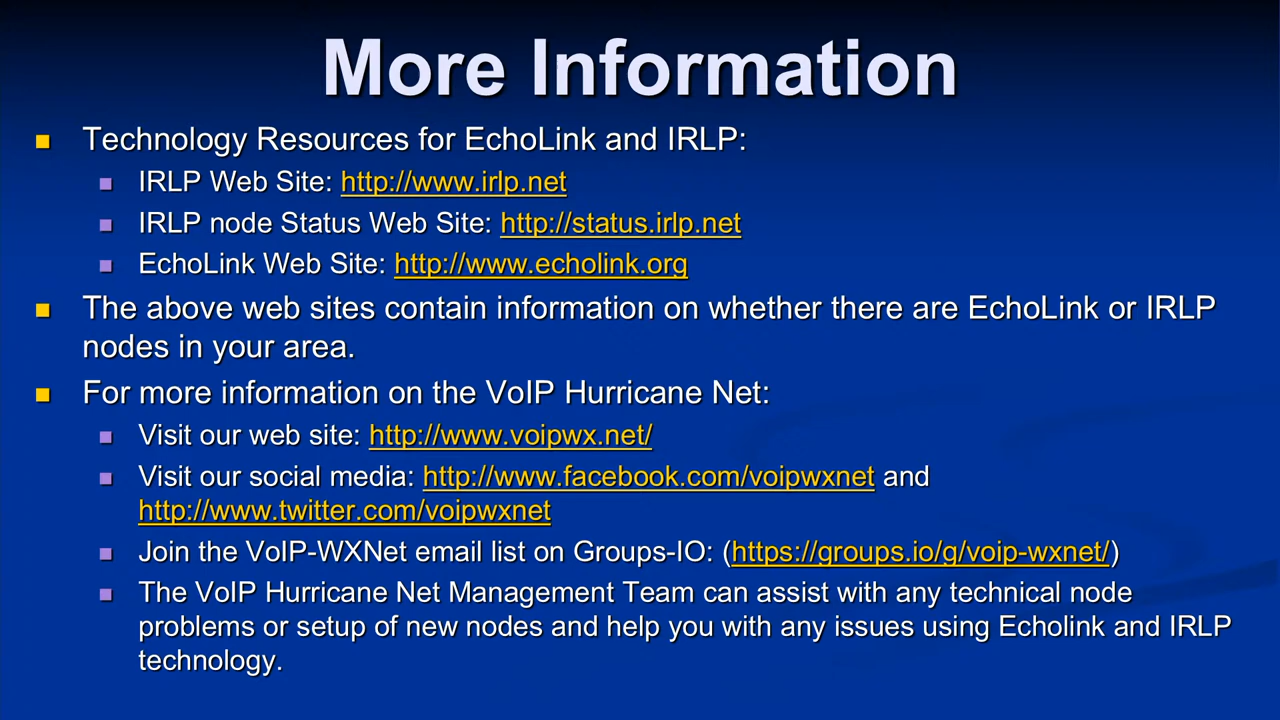 More Information
Technology Resources for EchoLink and IRLP:
IRLP Web Site: http://www.irlp.net
IRLP node Status Web Site: http://status.irlp.net
EchoLink Web Site: http://www.echolink.org
The above web sites contain information on whether there are EchoLink or IRLP
nodes in your area.
For more information on the VoIP Hurricane Net:
Visit our web site: http://www.voipwx.net/
Visit our social media: http://www.facebook.com/voipwxnet and
http://www.twitter.com/voipwxnet
Join the VoIP-WXNet email list on Groups-IO: (https://groups.io/g/voip-wxnet/)
The VoIP Hurricane Net Management Team can assist with any technical node
problems or setup of new nodes and help you with any issues using Echolink and IRLP
technology.